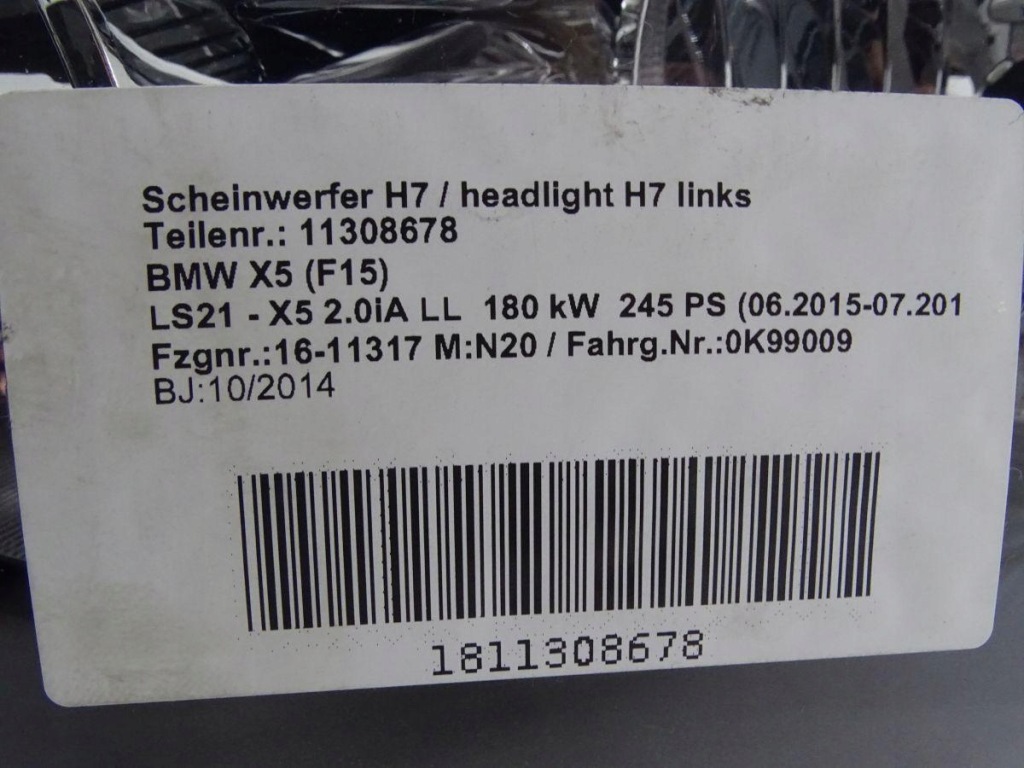 Scheinwerfer H7 / headlight H7 links
Teilenr.: 11308678
BMW X5 (F15)
LS21 - X5 2.0iA LL 180 kW 245 PS (06.2015-07.201
Fzgnr.:16-11317 M:N20 / Fahrg.Nr.:0K99009
BJ:10/2014
1811308678